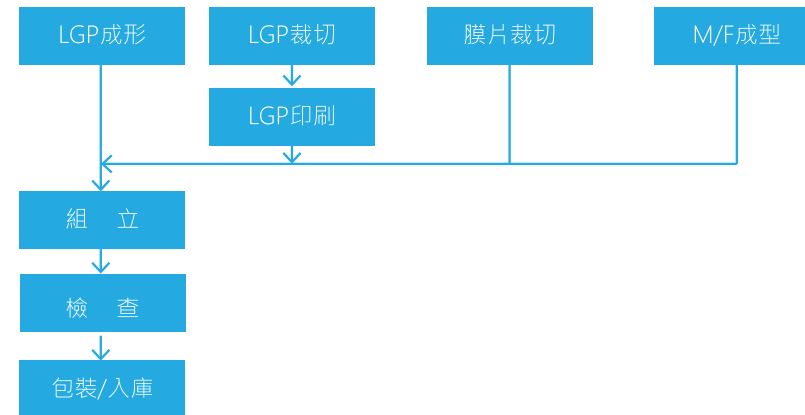 LGP成形
LGP裁切
膜片裁切
M/F成型
LGP印刷
組 立
檢 查
包裝/入庫